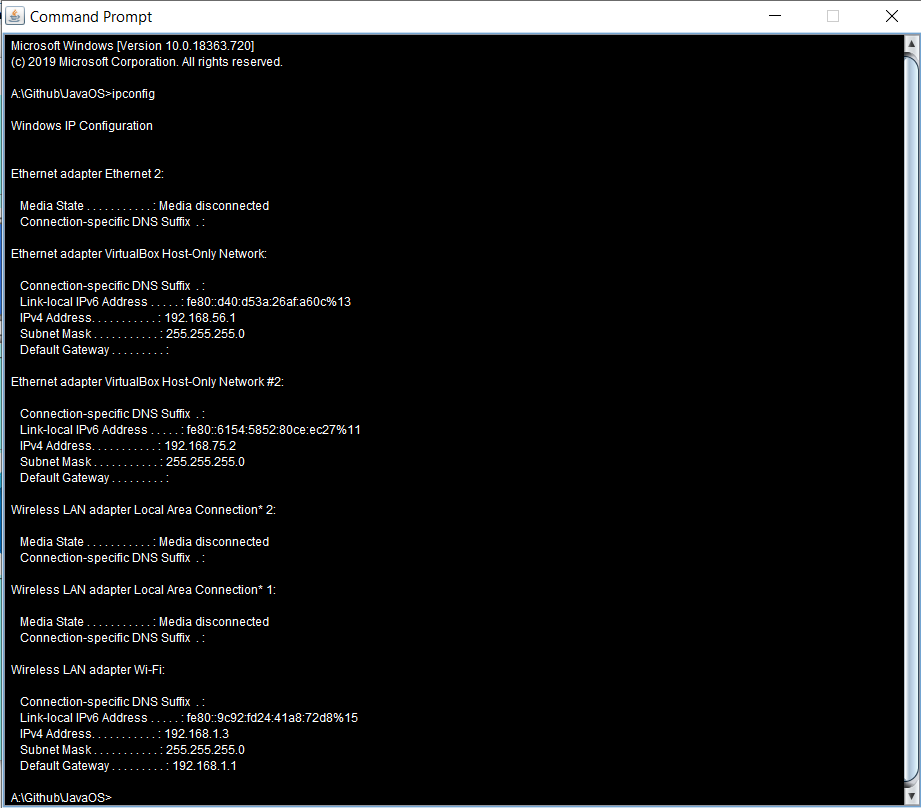 Command Prompt
Microsoft Windows [Version 10.0.18363.720]
(c) 2019 Microsoft Corporation. All rights reserved.
A:\Github\JavaOS>ipconfig
Windows IP Configuration
Ethernet adapter Ethernet 2:
Media State . . . . . . . . . . . : Media disconnected
Connection-specific DNS Suffix  . :
Ethernet adapter VirtualBox Host-Only Network:
Connection-specific DNS Suffix  . :
Link-local IPv6 Address . . . . . : fe80::d40:d53a:26af:a60c%13
IPv4 Address. . . . . . . . . . . : 192.168.56.1
Subnet Mask . . . . . . . . . . . : 255.255.255.0
Default Gateway . . . . . . . . . :
Ethernet adapter VirtualBox Host-Only Network #2:
Connection-specific DNS Suffix  . :
Link-local IPv6 Address . . . . . : fe80::6154:5852:80ce:ec27%11
IPv4 Address. . . . . . . . . . . : 192.168.75.2
Subnet Mask . . . . . . . . . . . : 255.255.255.0
Default Gateway . . . . . . . . . :
Wireless LAN adapter Local Area Connection* 2:
Media State . . . . . . . . . . . : Media disconnected
Connection-specific DNS Suffix  . :
Wireless LAN adapter Local Area Connection* 1:
Media State . . . . . . . . . . . : Media disconnected
Connection-specific DNS Suffix  . :
Wireless LAN adapter Wi-Fi:
Connection-specific DNS Suffix  . :
Link-local IPv6 Address . . . . . : fe80::9c92:fd24:41a8:72d8%15
IPv4 Address. . . . . . . . . . . : 192.168.1.3
Subnet Mask . . . . . . . . . . . : 255.255.255.0
Default Gateway . . . . . . . . . : 192.168.1.1
A:\Github\JavaOS>